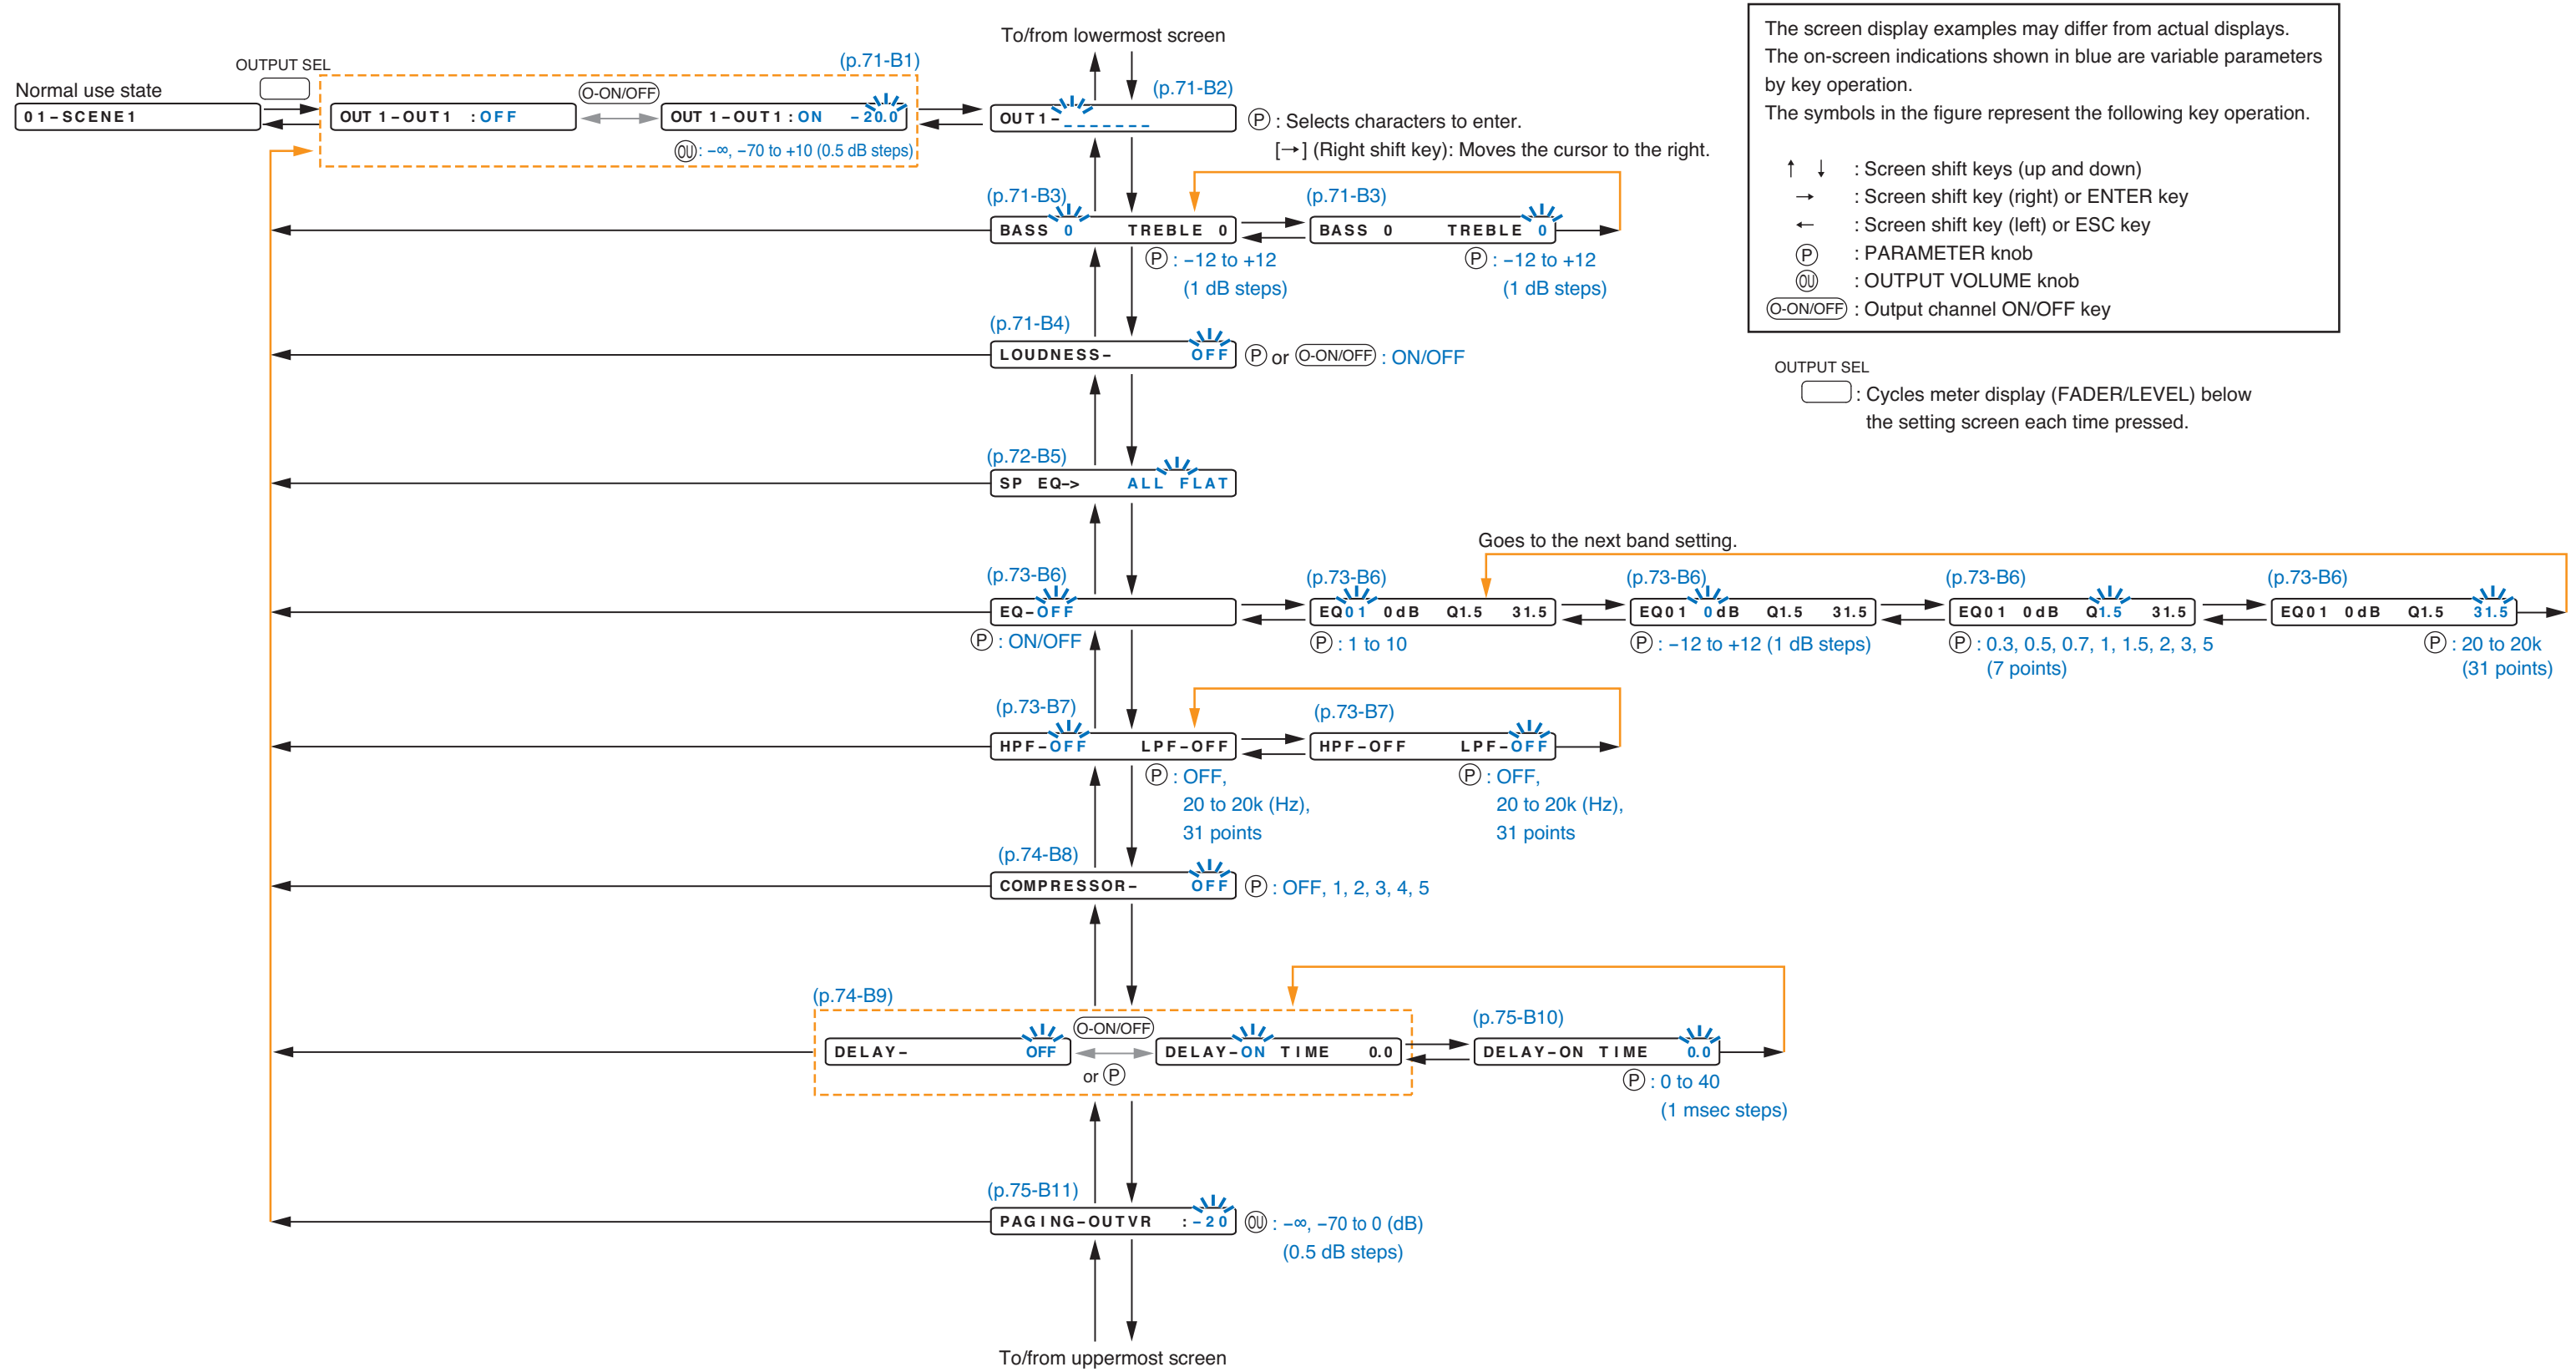 To/from lowermost screen
The screen display examples may differ from actual displays.
The on-screen indications shown in blue are variable parameters
by key operation.
The symbols in the figure represent the following key operation.
↑ ↓ : Screen shift keys (up and down)
→ : Screen shift key (right) or ENTER key
← : Screen shift key (left) or ESC key
Ⓟ : PARAMETER knob
OU : OUTPUT VOLUME knob
O-ON/OFF : Output channel ON/OFF key
OUTPUT SEL
: Cycles meter display (FADER/LEVEL) below
the setting screen each time pressed.
OUTPUT SEL
(p.71-B1)
Normal use state
01-SCENE1
OUT 1-OUT1 :OFF
O-ON/OFF
OUT 1-OUT1:ON -20.0
OU: −∞, −70 to +10 (0.5 dB steps)
(p.71-B2)
OUT1-_______
Ⓟ : Selects characters to enter.
[→] (Right shift key): Moves the cursor to the right.
(p.71-B3)
BASS 0 TREBLE 0
Ⓟ : −12 to +12
(1 dB steps)
(p.71-B3)
BASS 0 TREBLE 0
Ⓟ : −12 to +12
(1 dB steps)
(p.71-B4)
LOUDNESS- OFF
Ⓟ or O-ON/OFF : ON/OFF
(p.72-B5)
SP EQ-> ALL FLAT
Goes to the next band setting.
(p.73-B6)
EQ-OFF
Ⓟ : ON/OFF
(p.73-B6)
EQ01 0dB Q1.5 31.5
Ⓟ : 1 to 10
(p.73-B6)
EQ01 0dB Q1.5 31.5
Ⓟ : −12 to +12 (1 dB steps)
(p.73-B6)
EQ01 0dB Q1.5 31.5
Ⓟ : 0.3, 0.5, 0.7, 1, 1.5, 2, 3, 5
(7 points)
(p.73-B6)
EQ01 0dB Q1.5 31.5
Ⓟ : 20 to 20k
(31 points)
(p.73-B7)
HPF-OFF LPF-OFF
Ⓟ : OFF,
20 to 20k (Hz),
31 points
(p.73-B7)
HPF-OFF LPF-OFF
Ⓟ : OFF,
20 to 20k (Hz),
31 points
(p.74-B8)
COMPRESSOR- OFF
Ⓟ : OFF, 1, 2, 3, 4, 5
(p.74-B9)
DELAY- OFF
O-ON/OFF
or Ⓟ
DELAY-ON TIME 0.0
(p.75-B10)
DELAY-ON TIME 0.0
Ⓟ : 0 to 40
(1 msec steps)
(p.75-B11)
PAGING-OUTVR :-20
OU : −∞, −70 to 0 (dB)
(0.5 dB steps)
To/from uppermost screen